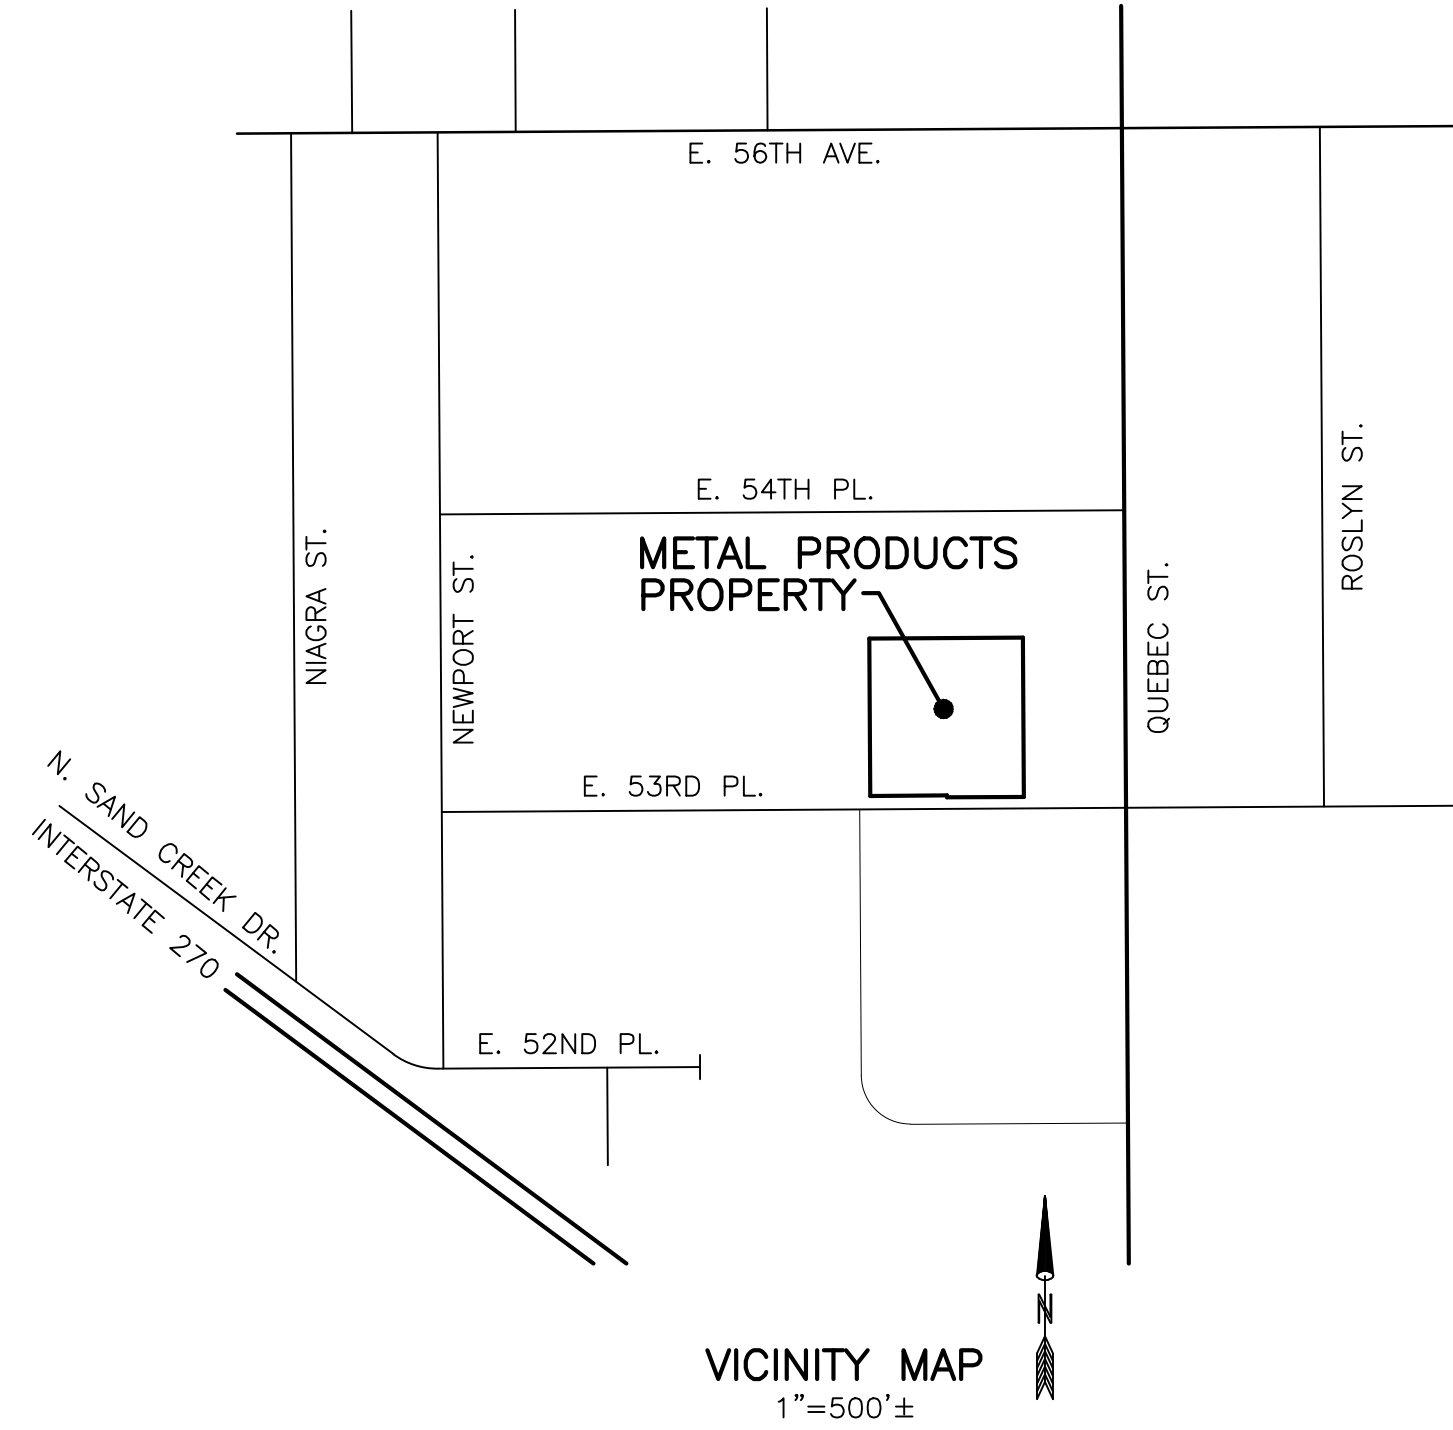 E. 56TH AVE.
E. 54TH PL.
METAL PRODUCTS
PROPERTY
NIAGRA ST.
NEWPORT ST.
QUEBEC ST.
ROSLYN ST.
E. 53RD PL.
N. SAND CREEK DR.
INTERSTATE 270
E. 52ND PL.
N
VICINITY MAP
1"=500'±